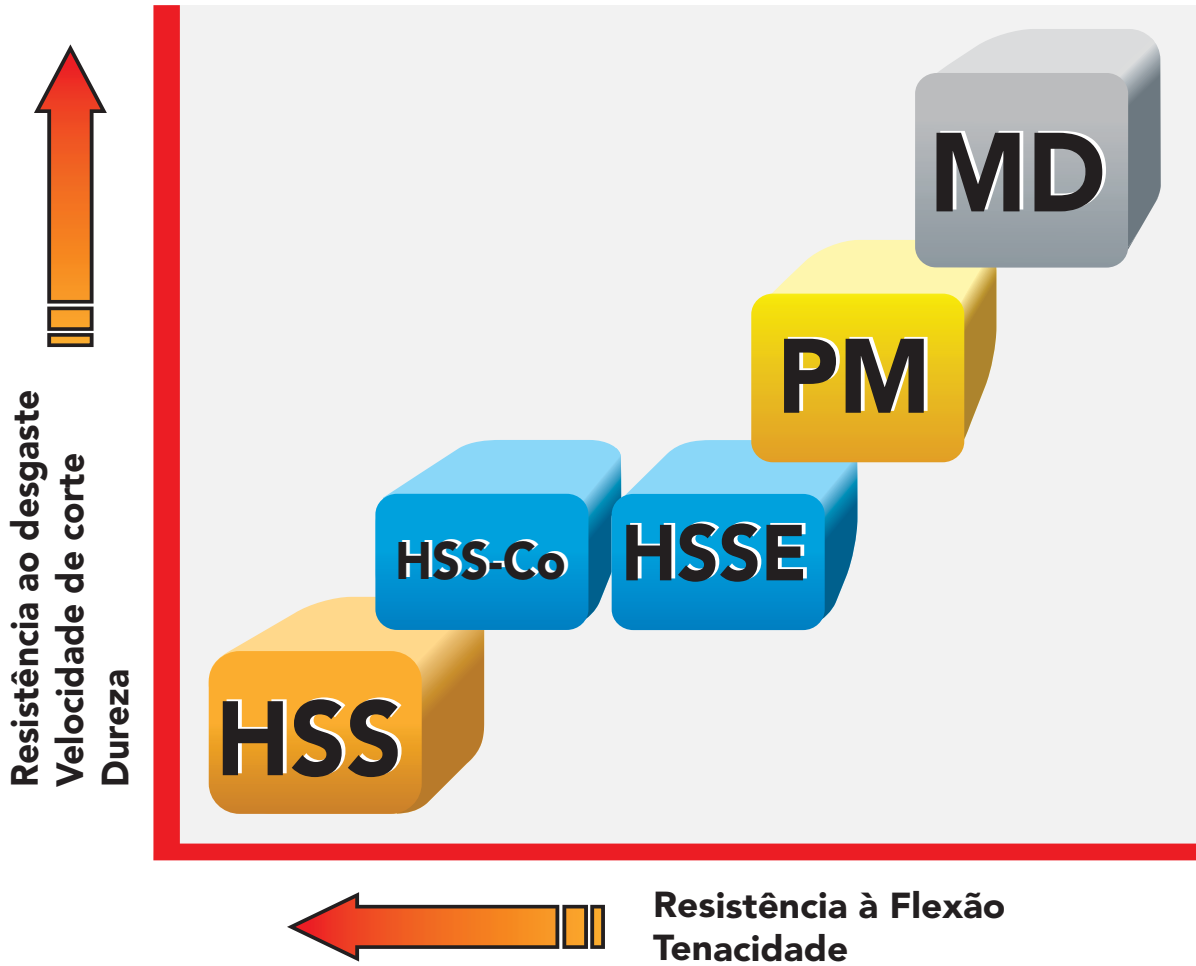 MD
PM
HSS-Co
HSSE
HSS
Resistência ao desgaste
Velocidade de corte
Dureza
Resistência à Flexão
Tenacidade